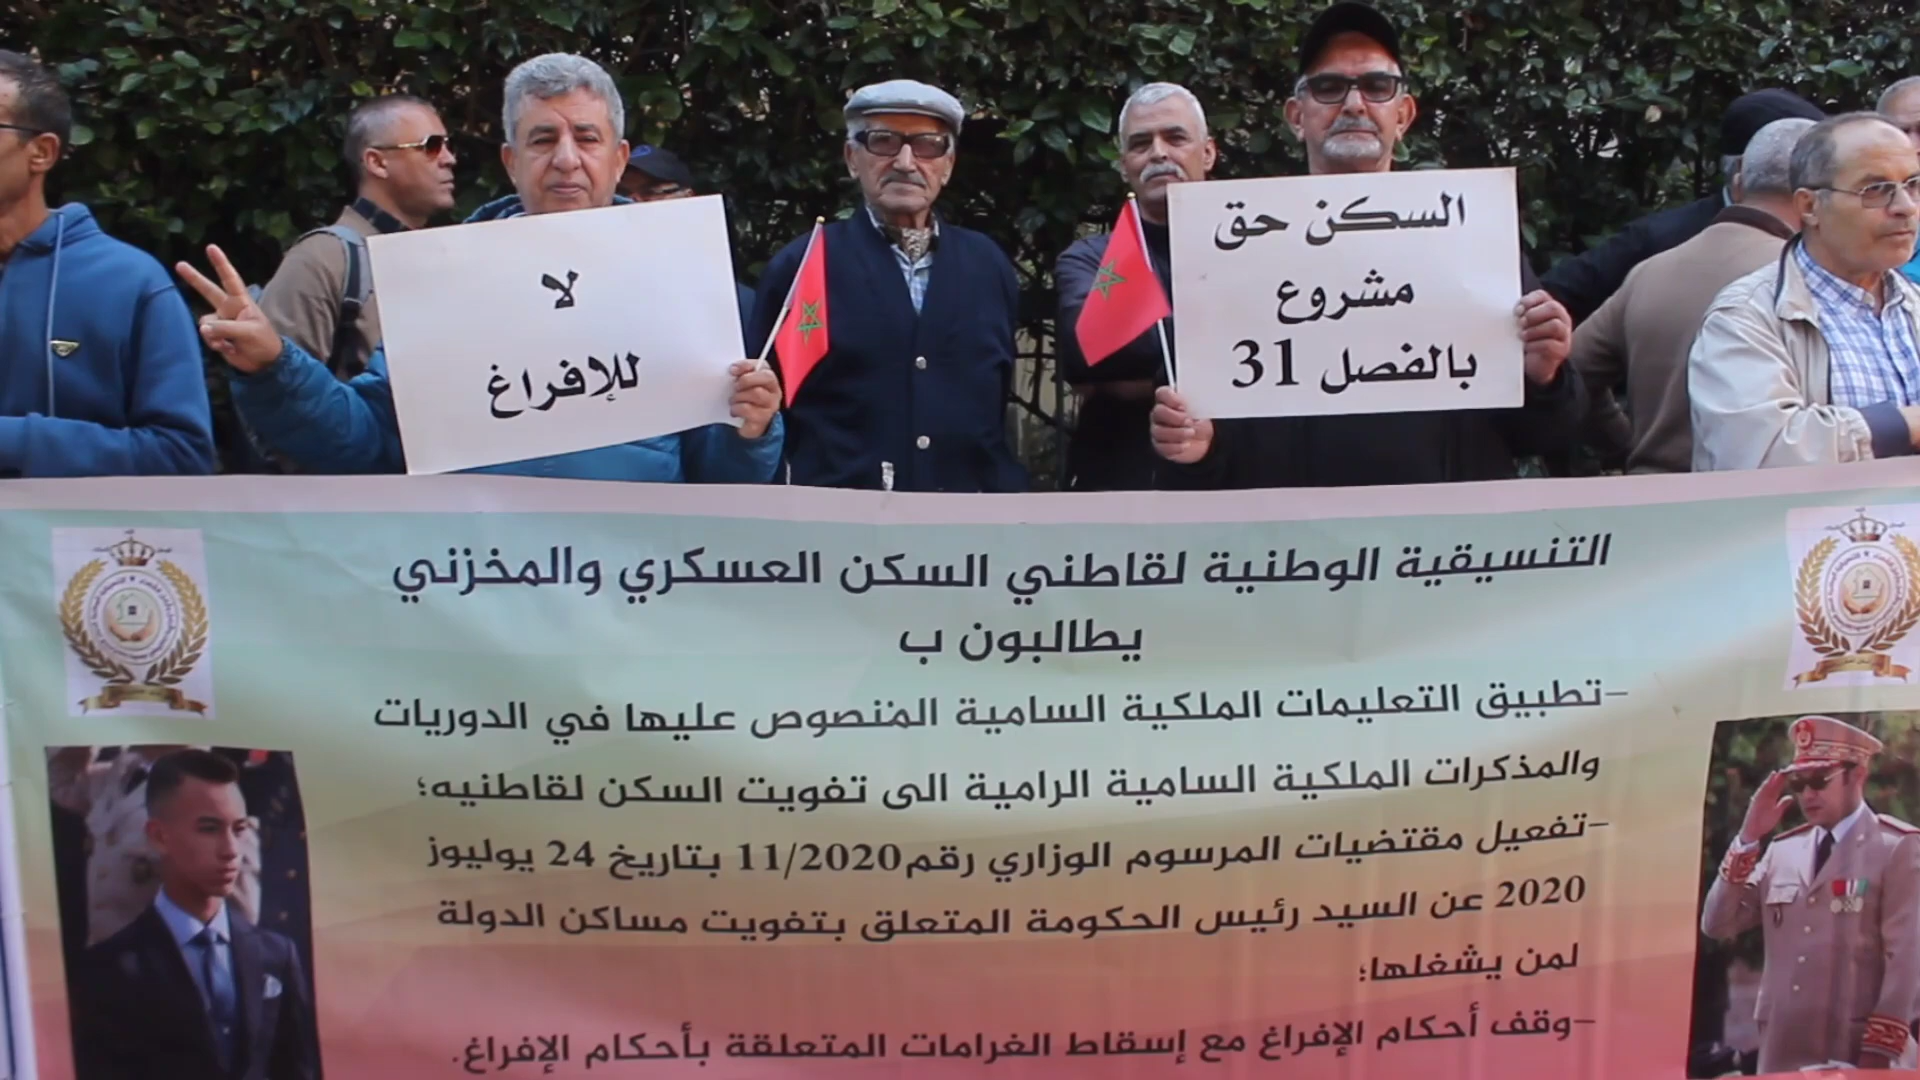 لا
للإفراغ
السكن حق
مشروع
بالفصل 31
التنسيقية الوطنية لقاطني السكن العسكري والمخزني
يطالبون ب
-تطبيق التعليمات الملكية السامية المنصوص عليها في الدوريات
والمذكرات الملكية السامية الرامية الى تفويت السكن لقاطنيه؛
-تفعيل مقتضيات المرسوم الوزاري رقم 11/2020 بتاريخ 24 يوليوز
2020 عن السيد رئيس الحكومة المتعلق بتفويت مساكن الدولة
لمن يشغلها؛
-وقف أحكام الإفراغ مع إسقاط الغرامات المتعلقة بأحكام الإفراغ.